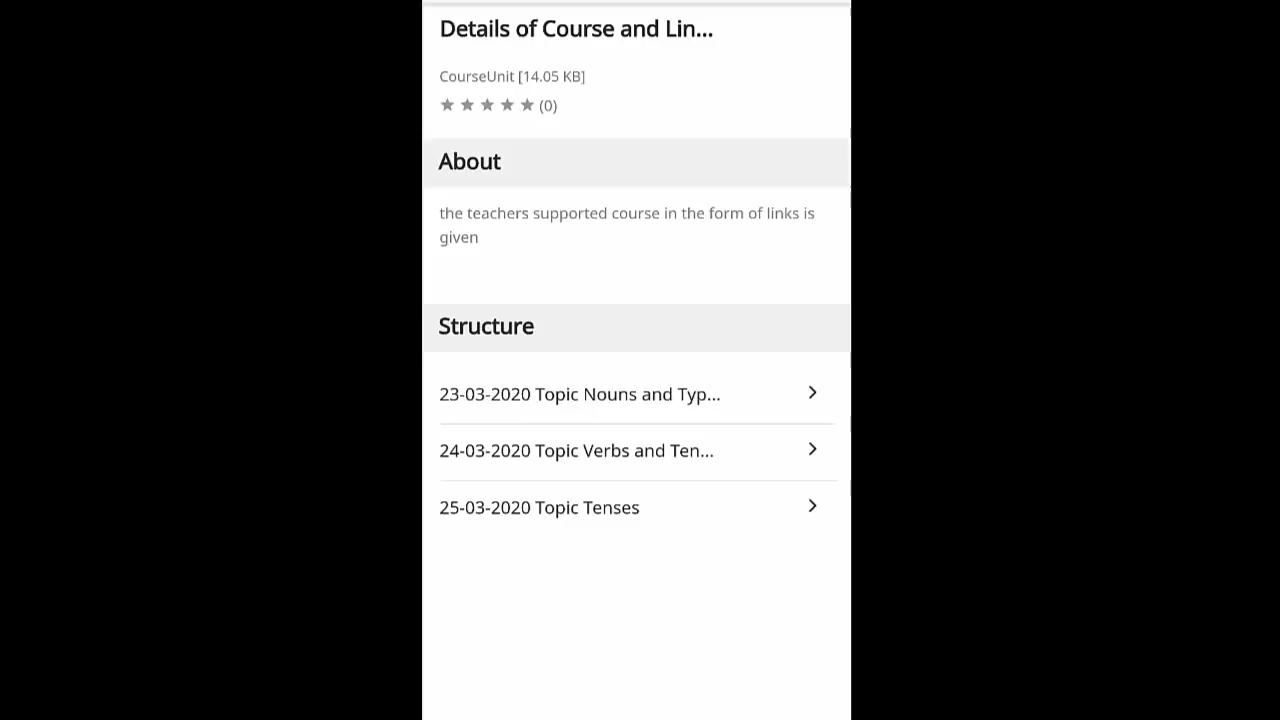 Details of Course and Lin...
CourseUnit [14.05 KB]
(0)
About
the teachers supported course in the form of links is
given
Structure
23-03-2020 Topic Nouns and Typ...
24-03-2020 Topic Verbs and Ten...
25-03-2020 Topic Tenses